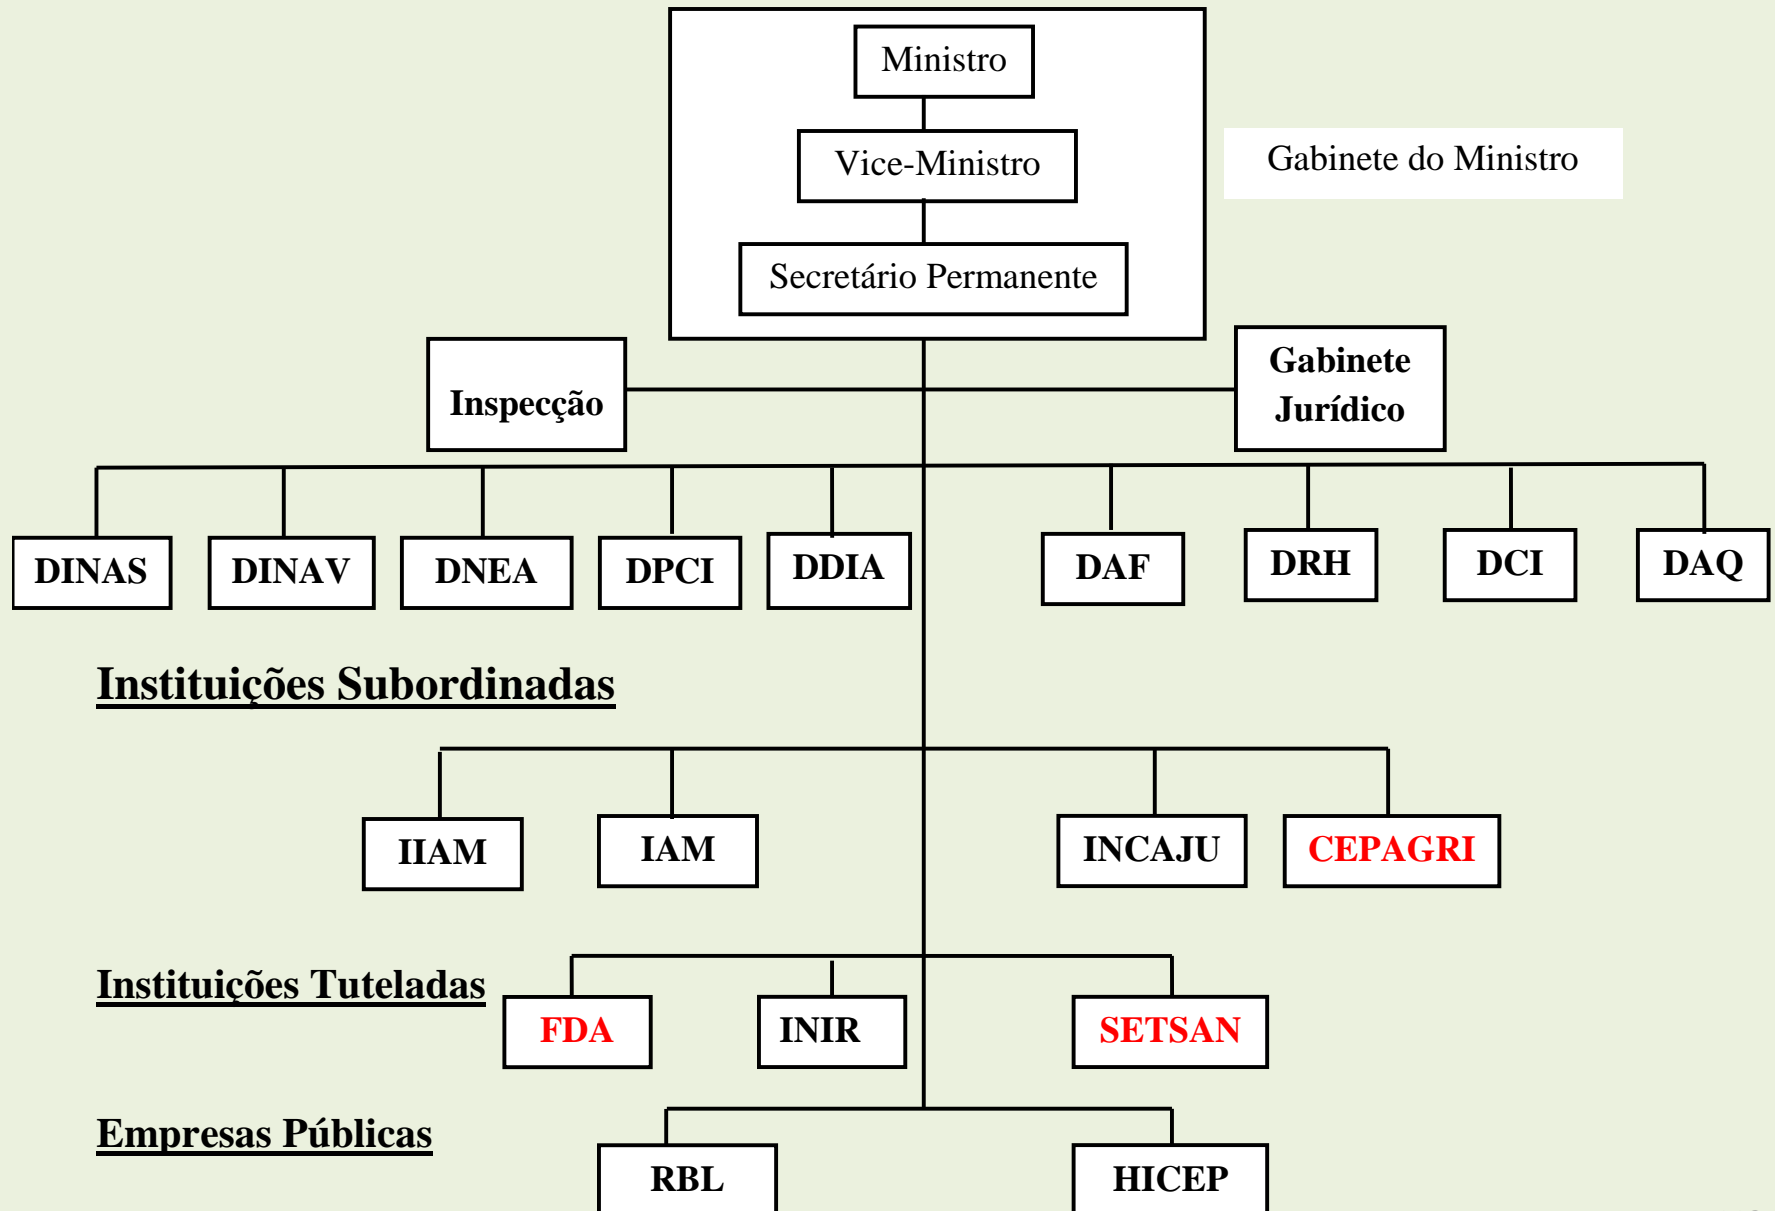 Ministro
Vice-Ministro
Gabinete do Ministro
Secretário Permanente
Inspecção
Gabinete
Jurídico
DINAS
DINAV
DNEA
DPCI
DDIA
DAF
DRH
DCI
DAQ
Instituições Subordinadas
IIAM
IAM
INCAJU
CEPAGRI
Instituições Tuteladas
FDA
INIR
SETSAN
Empresas Públicas
RBL
HICEP